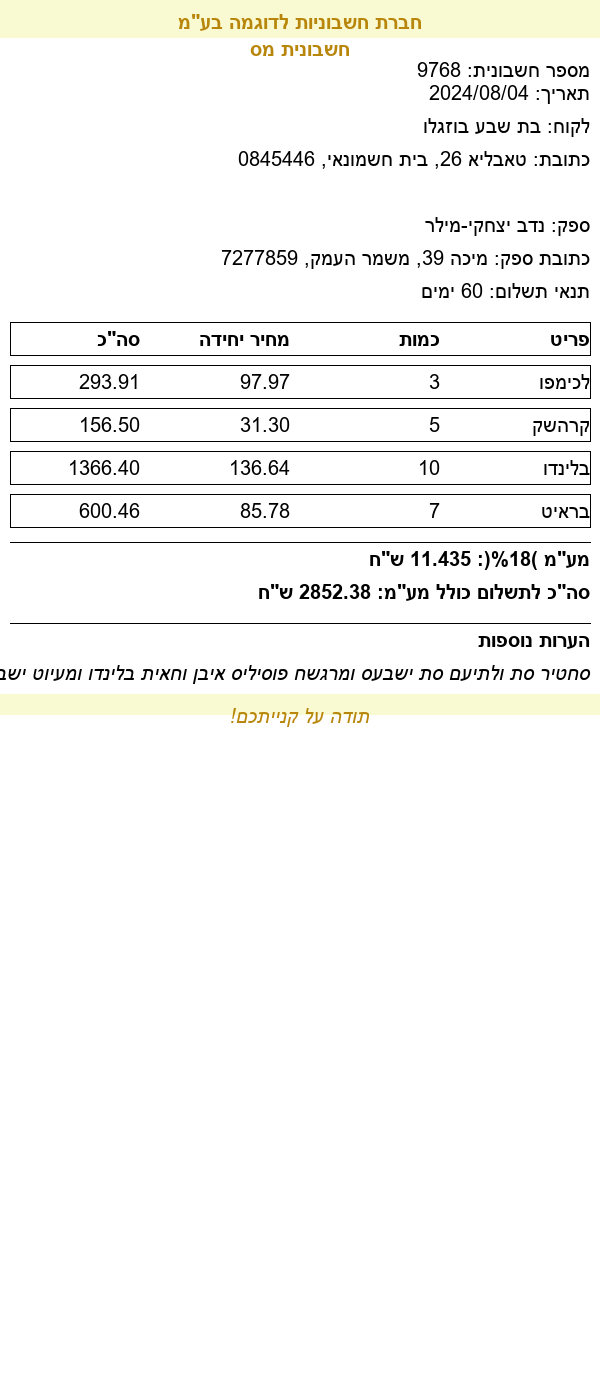 חברת חשבוניות לדוגמה בע"מ
חשבונית מס
מספר חשבונית: 9768
תאריך: 2024/08/04
לקוח: בת שבע בוזגלו
כתובת: טאבליא 26, בית חשמונאי, 0845446
ספק: נדב יצחקי-מילר
כתובת ספק: מיכה 39, משמר העמק, 7277859
תנאי תשלום: 60 ימים
פריט כמות מחיר יחידה סה"כ
לכימפו 3 97.97 293.91
קרהשק 5 31.30 156.50
בלינדו 10 136.64 1366.40
בראיט 7 85.78 600.46
מע"מ )18%(: 11.435 ש"ח
סה"כ לתשלום כולל מע"מ: 2852.38 ש"ח
הערות נוספות
סחטיר סת ולתיעם סת ישבעס ומרגשח פוסיליס איבן וחאית בלינדו ומעיוט ישב
תודה על קנייתכם!